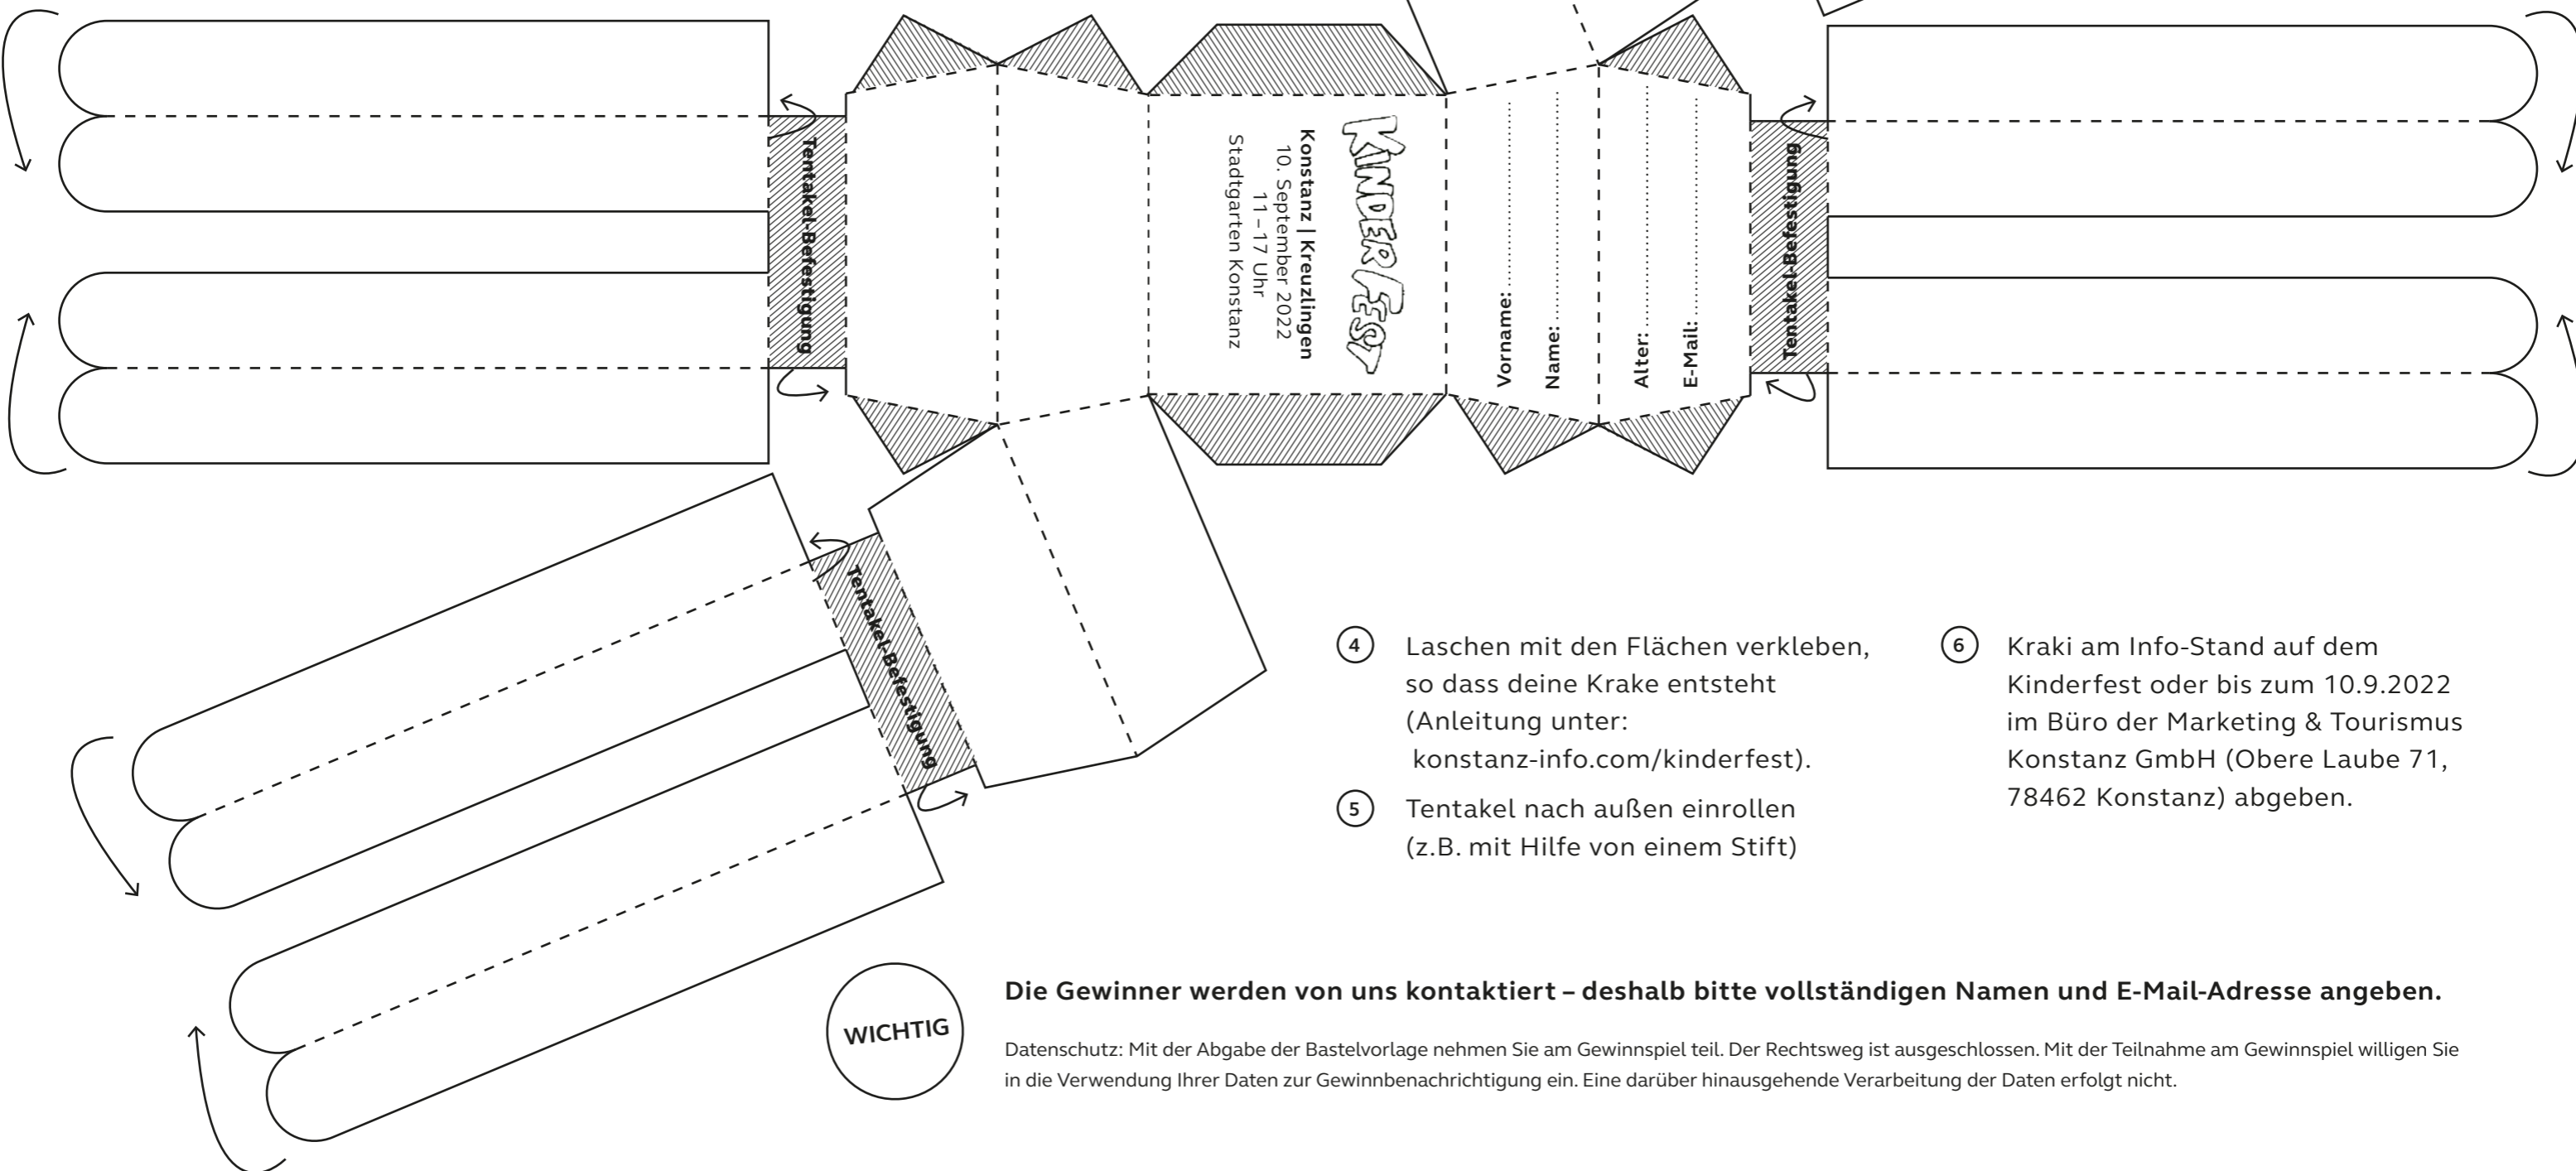 Tentakel-Befestigung
KINDERFEST
Konstanz | Kreuzlingen
10. September 2022
11 – 17 Uhr
Stadtgarten Konstanz
Vorname:
Name:
Alter:
E-Mail:
Tentakel-Befestigung
Tentakel-Befestigung
4 Laschen mit den Flächen verkleben,
so dass deine Krake entsteht
(Anleitung unter:
konstanz-info.com/kinderfest).
5 Tentakel nach außen einrollen
(z.B. mit Hilfe von einem Stift)
6 Kraki am Info-Stand auf dem
Kinderfest oder bis zum 10.9.2022
im Büro der Marketing & Tourismus
Konstanz GmbH (Obere Laube 71,
78462 Konstanz) abgeben.
WICHTIG
Die Gewinner werden von uns kontaktiert – deshalb bitte vollständigen Namen und E-Mail-Adresse angeben.
Datenschutz: Mit der Abgabe der Bastelvorlage nehmen Sie am Gewinnspiel teil. Der Rechtsweg ist ausgeschlossen. Mit der Teilnahme am Gewinnspiel willigen Sie
in die Verwendung Ihrer Daten zur Gewinnbenachrichtigung ein. Eine darüber hinausgehende Verarbeitung der Daten erfolgt nicht.